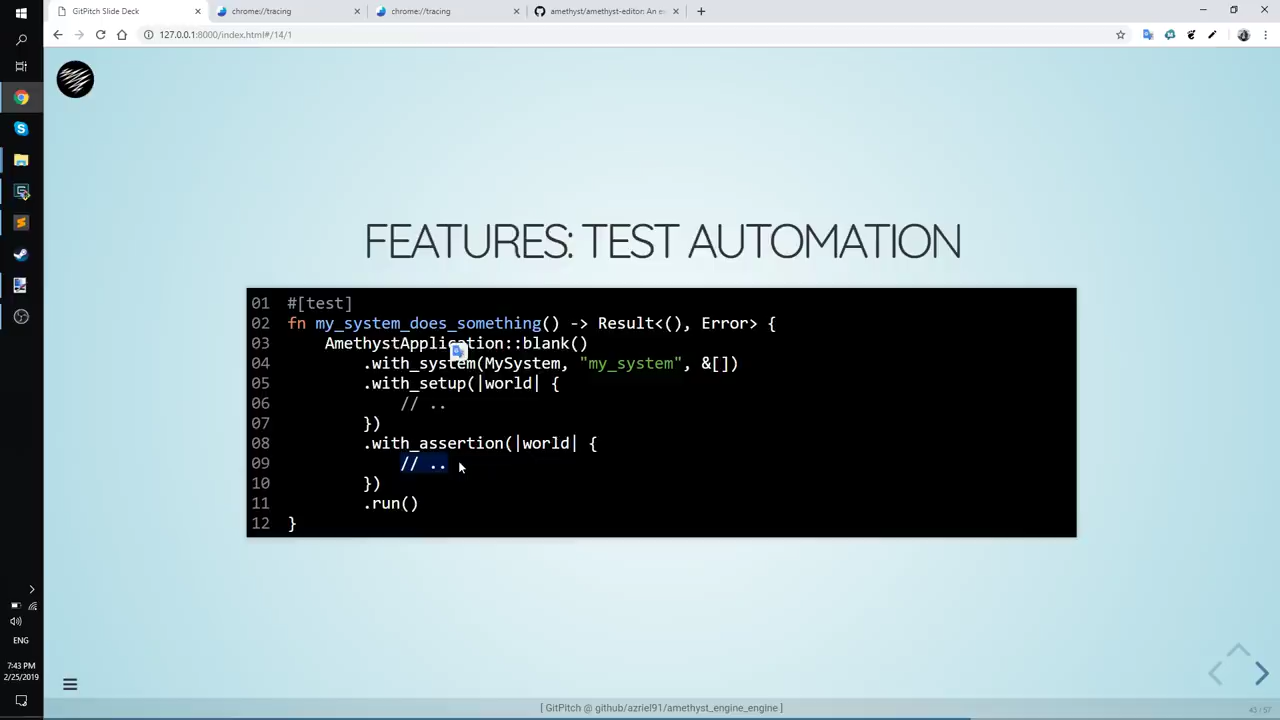 GitPitch Slide Deck
chrome://tracing
chrome://tracing
amethyst/amethyst-editor: An ex
127.0.0.1:8000/index.html#/14/1
FEATURES: TEST AUTOMATION
01 #[test]
02 fn my_system_does_something() -> Result<(), Error> {
03 AmethystApplication::blank()
04 .with_system(MySystem, "my_system", &[])
05 .with_setup(|world| {
06 // ..
07 })
08 .with_assertion(|world| {
09 // ..
10 })
11 .run()
12 }
ENG
7:43 PM
2/25/2019
[ GitPitch @ github/azriel91/amethyst_engine_engine ]
43 / 57